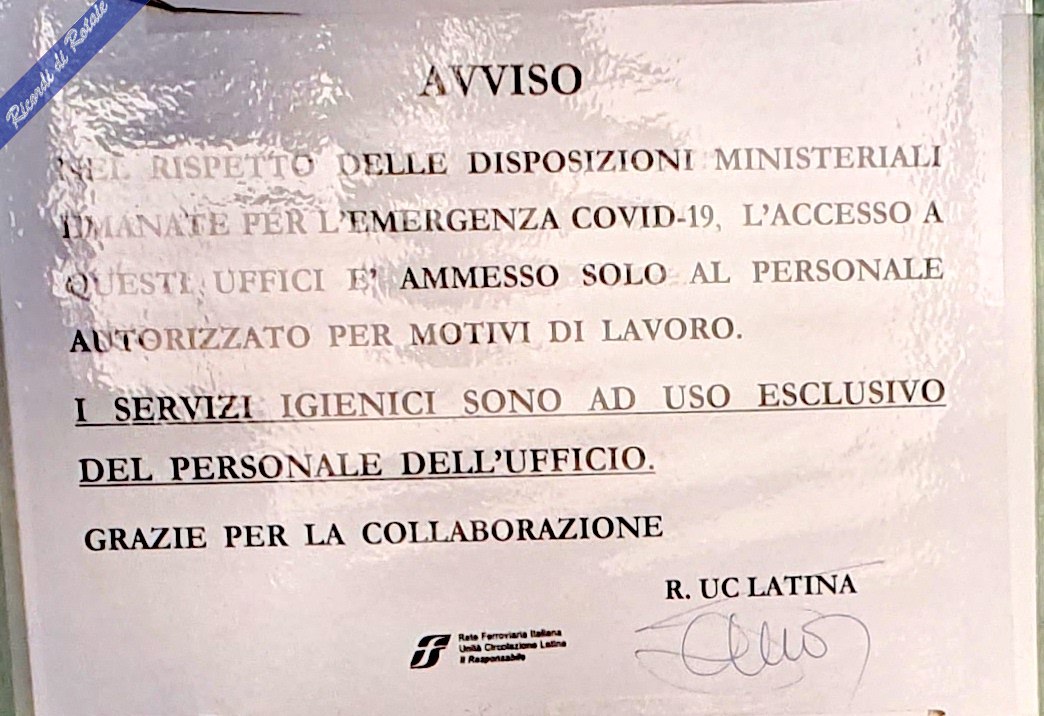 Ricordi di Rotaie
AVVISO
NEL RISPETTO DELLE DISPOSIZIONI MINISTERIALI
EMANATE PER L'EMERGENZA COVID-19, L'ACCESSO A
QUESTI UFFICI E' AMMESSO SOLO AL PERSONALE
AUTORIZZATO PER MOTIVI DI LAVORO.
I SERVIZI IGIENICI SONO AD USO ESCLUSIVO
DEL PERSONALE DELL'UFFICIO.
GRAZIE PER LA COLLABORAZIONE
R. UC LATINA
Rete Ferroviaria Italiana
Unità Circolazione Latina
Il Responsabile